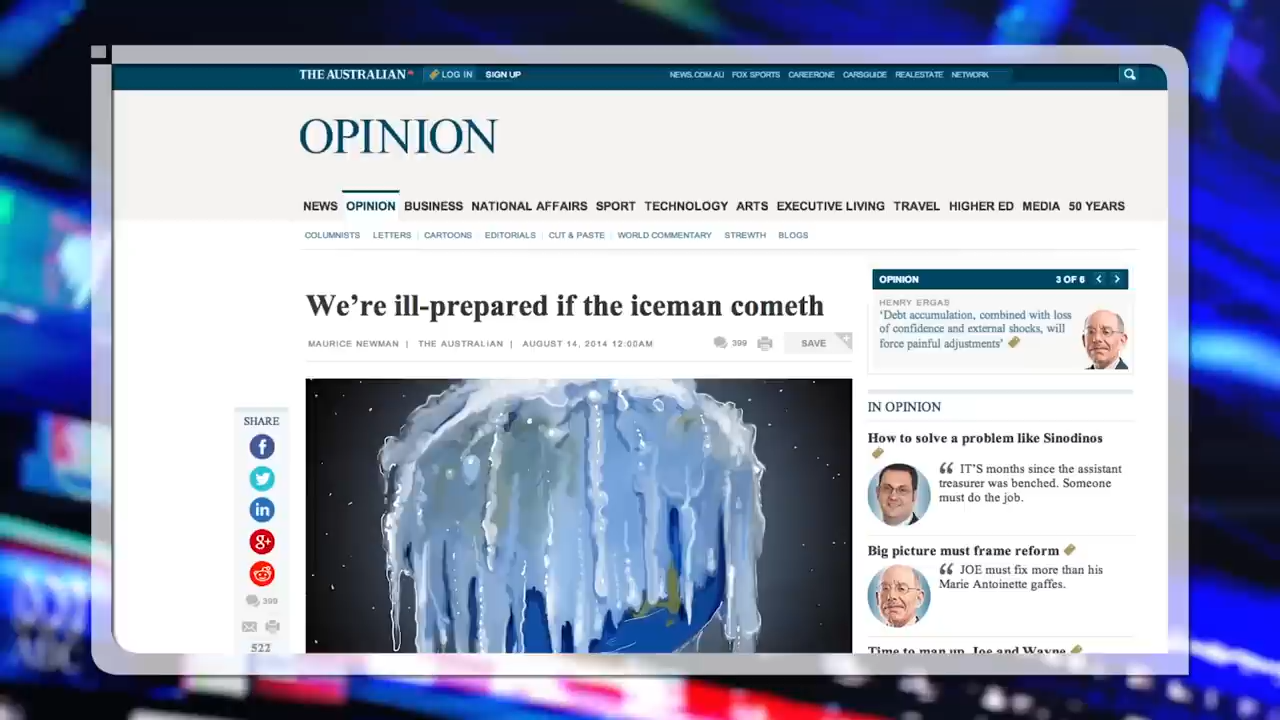 THE AUSTRALIAN
LOG IN
SIGN UP
NEWS.COM.AU FOX SPORTS CAREERONE CARSGUIDE REALESTATE NETWORK
OPINION
NEWS OPINION BUSINESS NATIONAL AFFAIRS SPORT TECHNOLOGY ARTS EXECUTIVE LIVING TRAVEL HIGHER ED MEDIA 50 YEARS
COLUMNISTS LETTERS CARTOONS EDITORIALS CUT & PASTE WORLD COMMENTARY STREWTH BLOGS
We're ill-prepared if the iceman cometh
MAURICE NEWMAN | THE AUSTRALIAN | AUGUST 14, 2014 12:00AM
399
SAVE
SHARE
f
in
g+
399
522
OPINION
3 OF 6
HENRY ERGAS
'Debt accumulation, combined with loss
of confidence and external shocks, will
force painful adjustments'
IN OPINION
How to solve a problem like Sinodinos
“ IT'S months since the assistant
treasurer was benched. Someone
must do the job.
Big picture must frame reform
“ JOE must fix more than his
Marie Antoinette gaffes.
Time to man up, Joe and Wayne